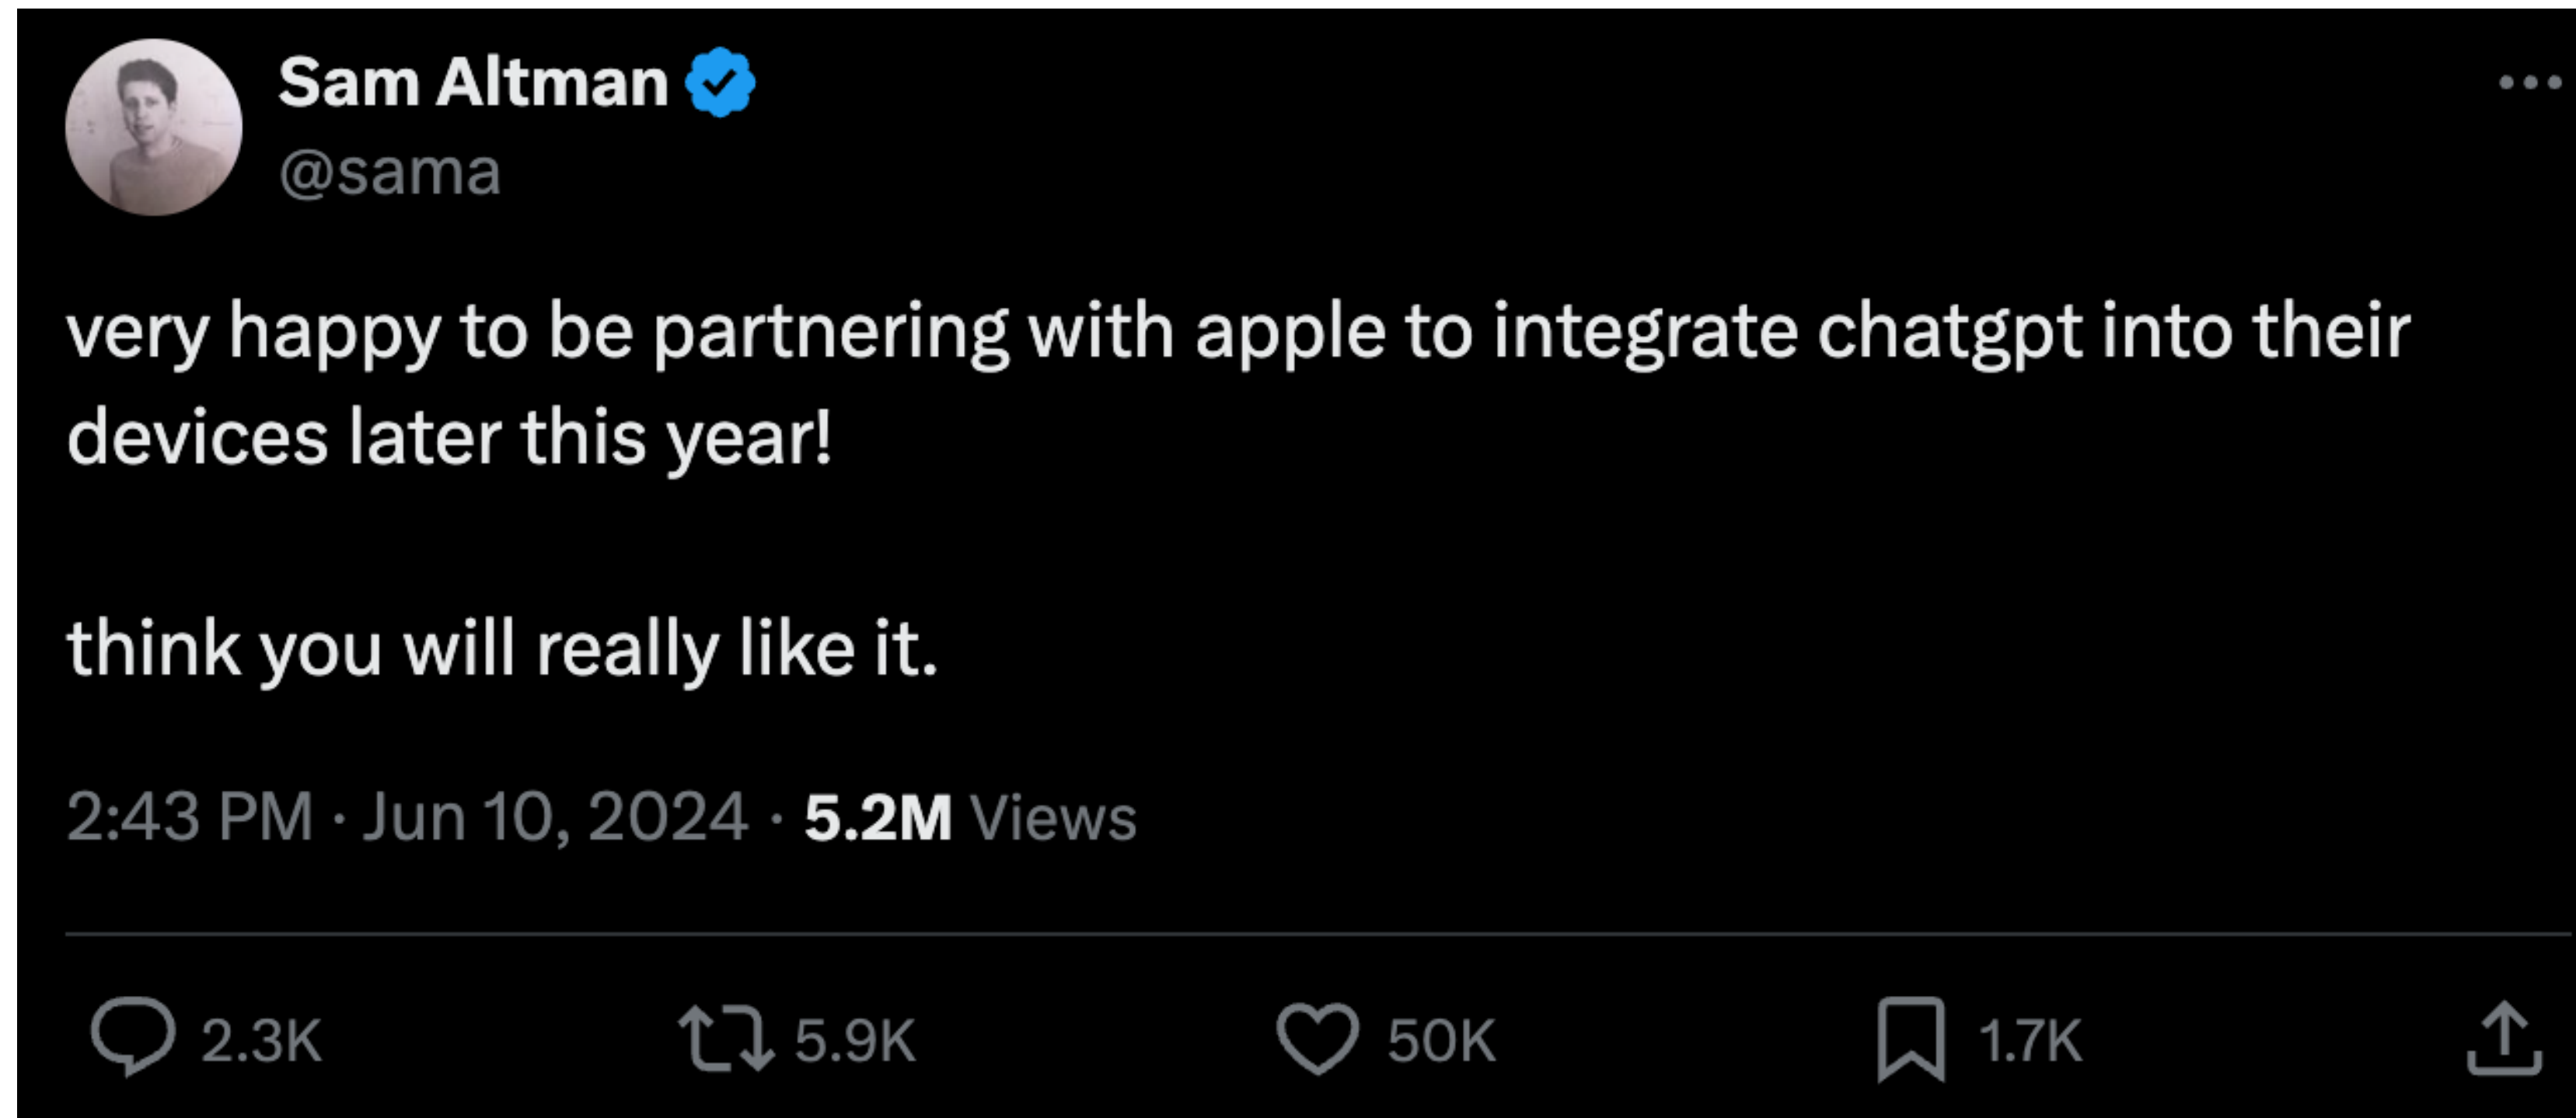 Sam Altman
@sama
very happy to be partnering with apple to integrate chatgpt into their
devices later this year!
think you will really like it.
2:43 PM · Jun 10, 2024 · 5.2M Views
2.3K 5.9K 50K 1.7K